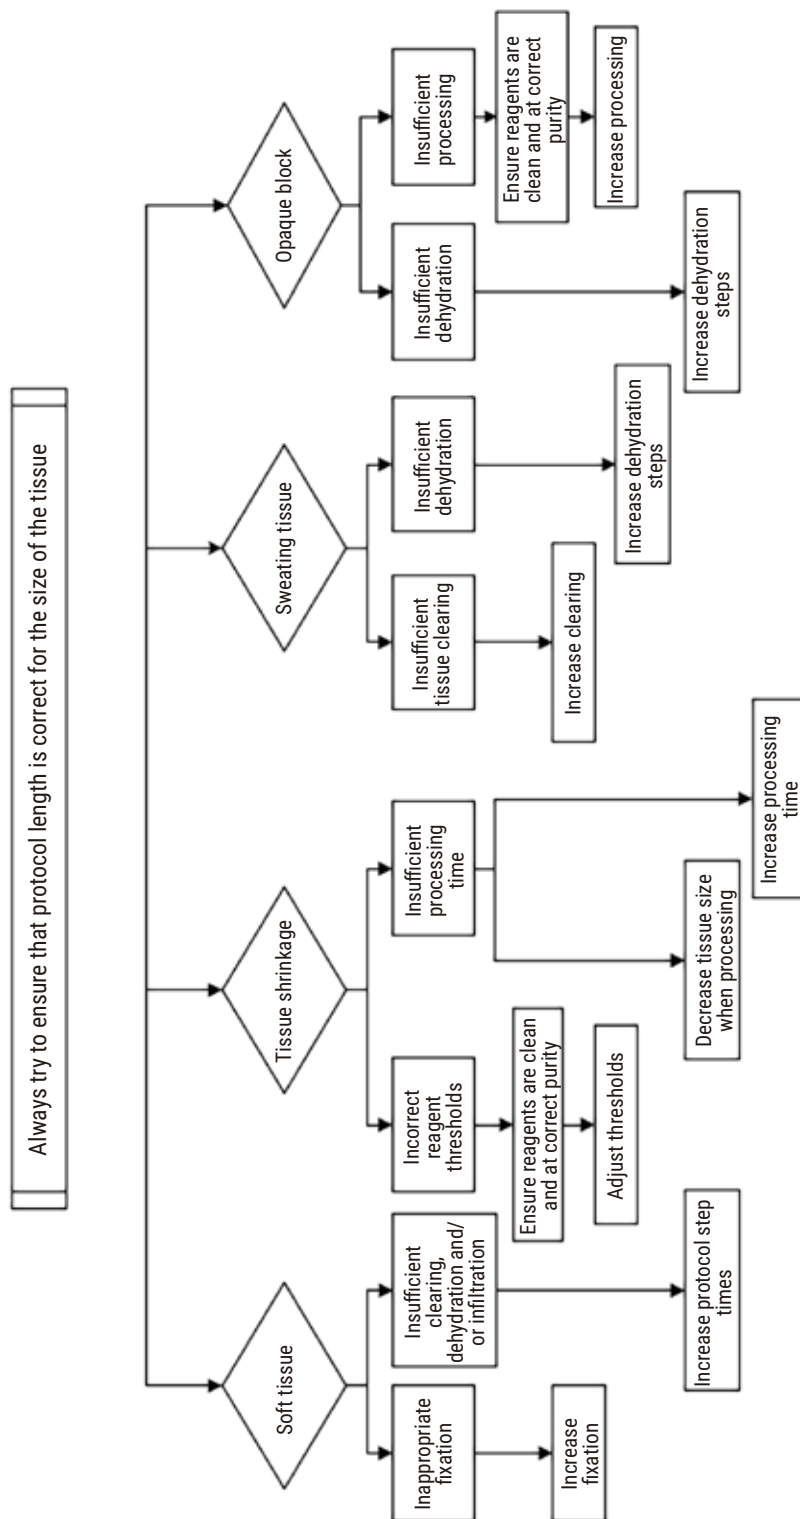 Always try to ensure that protocol length is correct for the size of the tissue
Soft tissue
Tissue shrinkage
Sweating tissue
Opaque block
Inappropriate
fixation
Insufficient
clearing,
dehydration and/
or infiltration
Incorrect
reagent
thresholds
Insufficient
processing
time
Insufficient
tissue clearing
Insufficient
dehydration
Insufficient
dehydration
Insufficient
processing
Ensure reagents are clean
and at correct purity
Ensure reagents are
clean and at correct
purity
Increase
fixation
Adjust thresholds
Increase clearing
Increase dehydration
steps
Increase processing
Increase protocol step
times
Decrease tissue size
when processing
Increase dehydration
steps
Increase processing
time